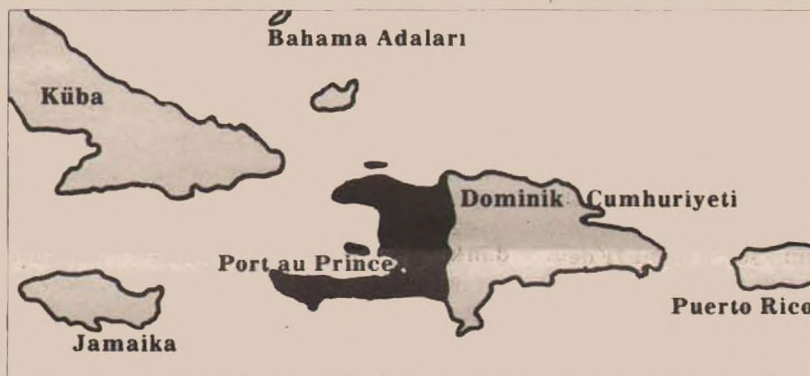 Bahama Adaları
Küba
Dominik Cumhuriyeti
Port au Prince
Puerto Rico
Jamaika